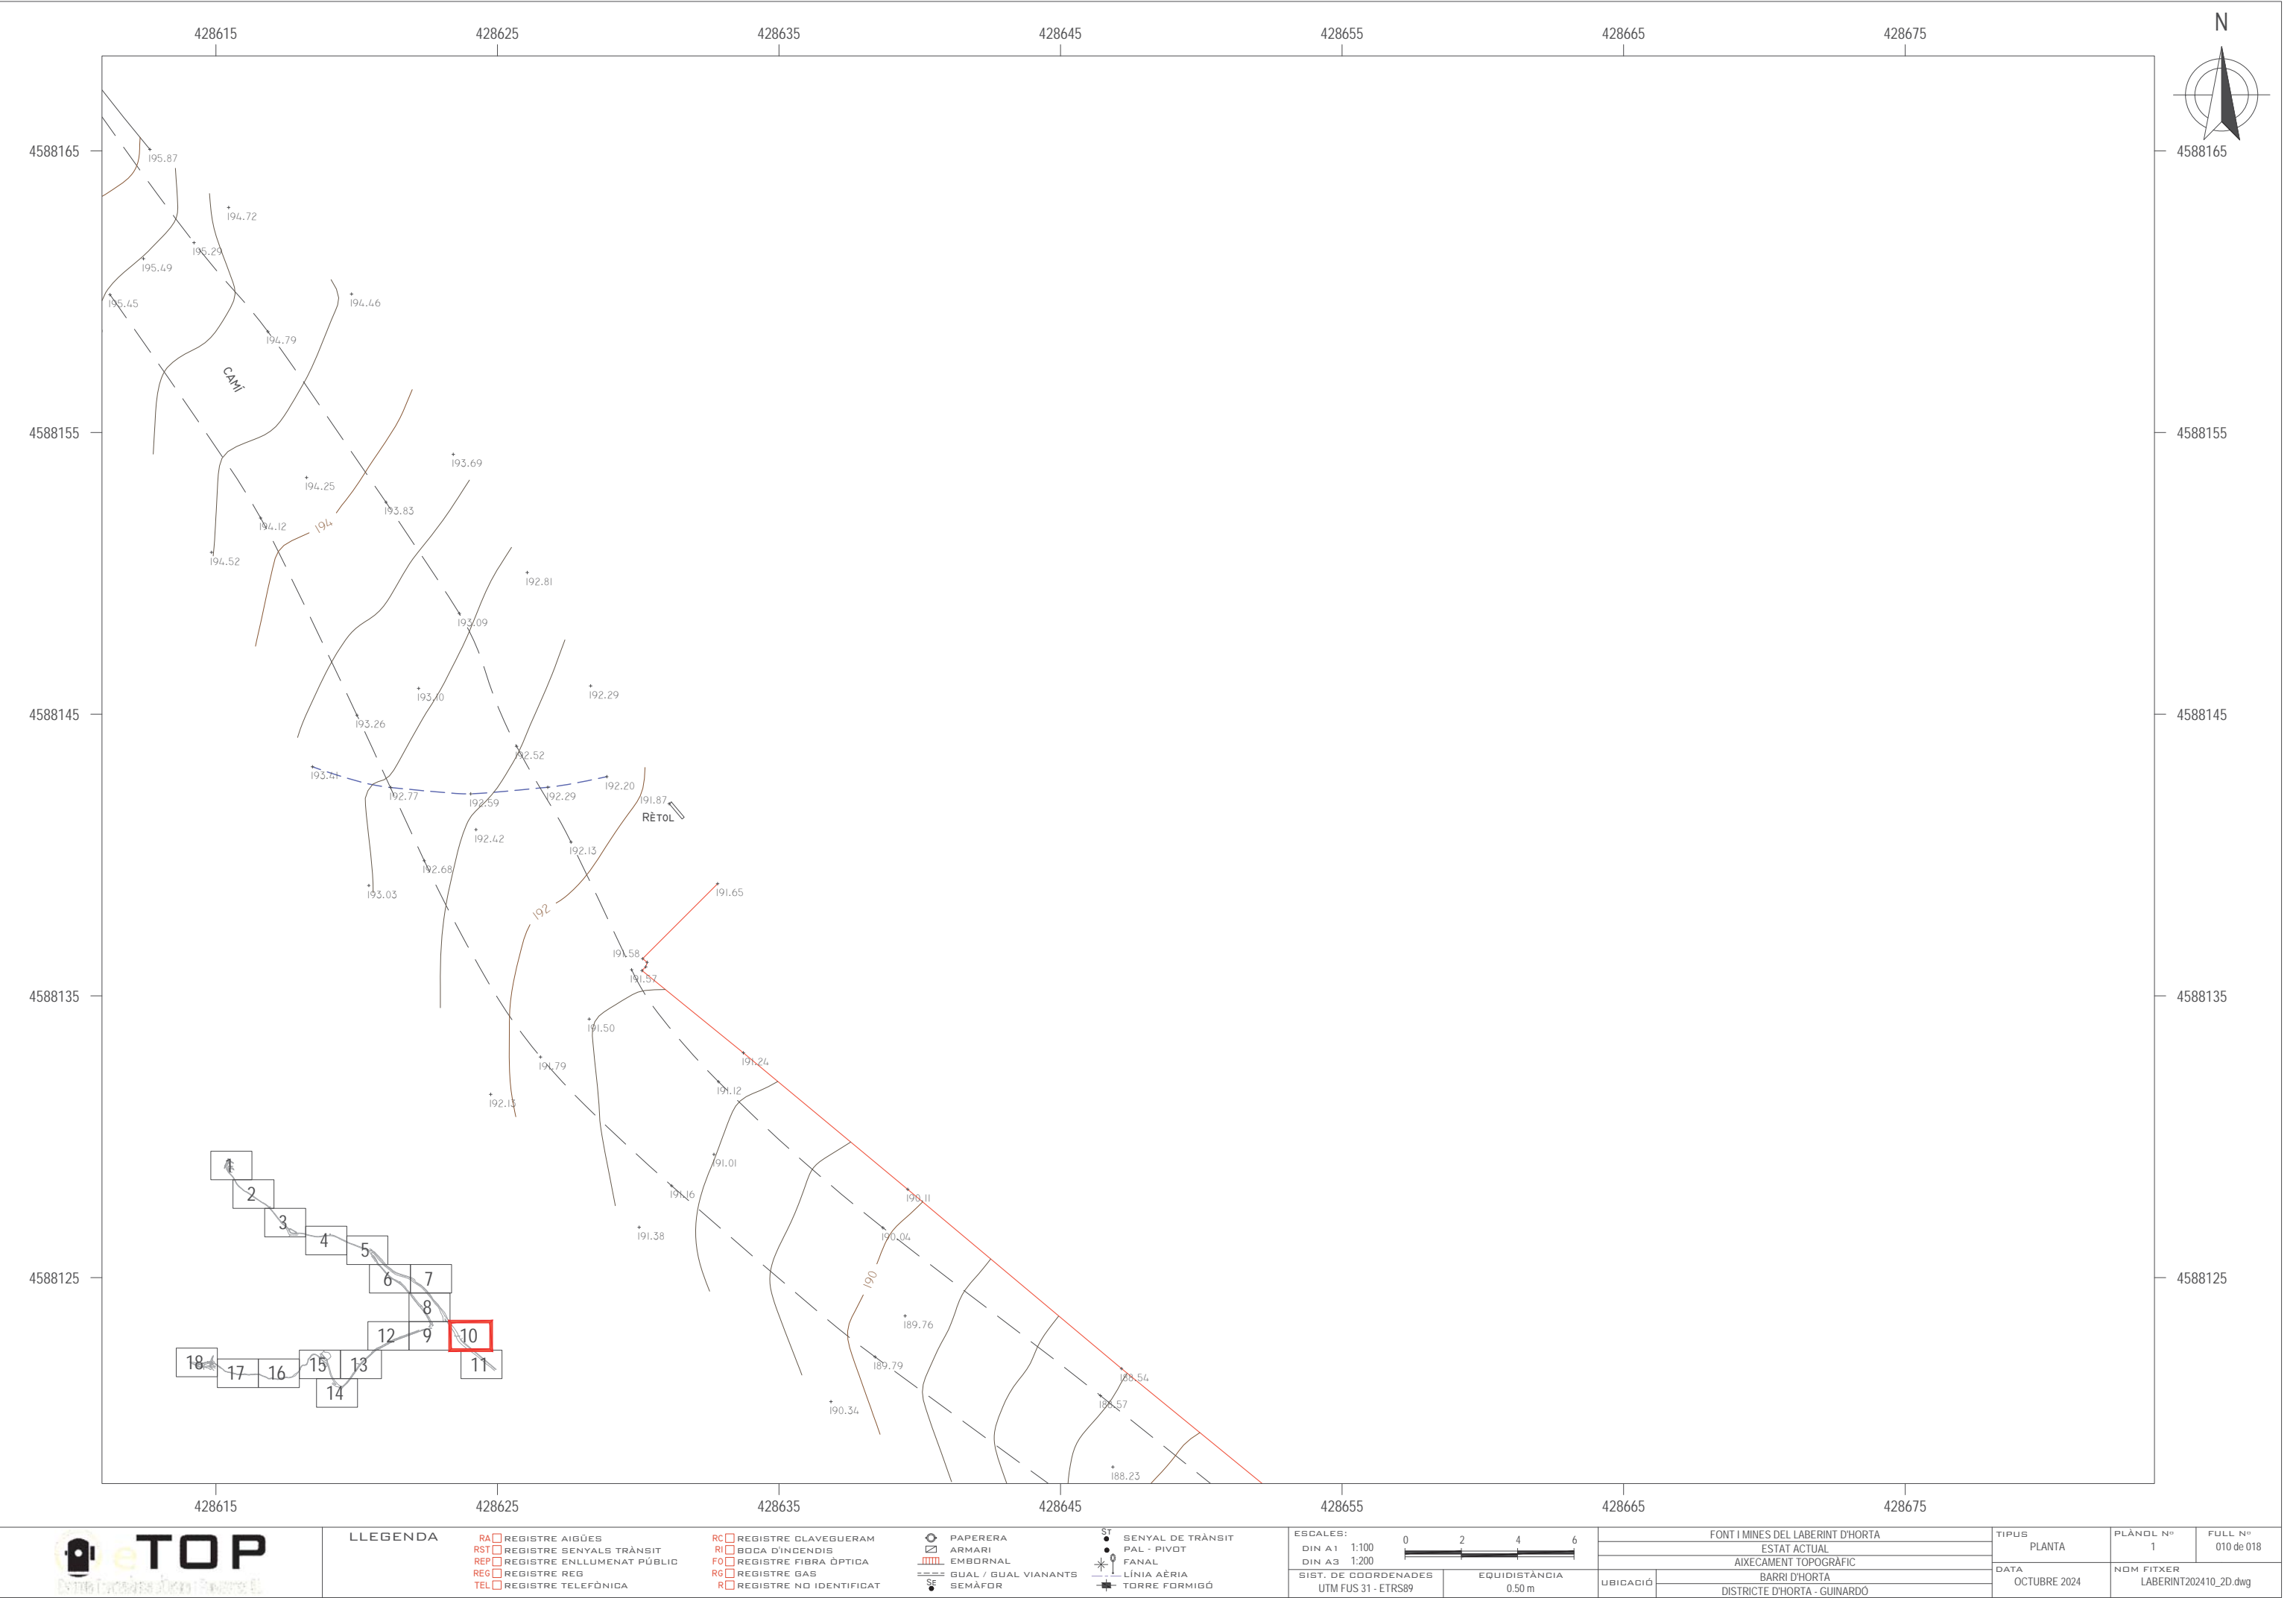 N
428615 428625 428635 428645 428655 428665 428675
4588165 4588165
195.87
194.72
195.29
195.49
195.45
194.46
194.79
CAMÍ
4588155 4588155
193.69
194.25
193.83
194
194.12
194.52
192.81
193.09
193.10
192.29
193.26
4588145 4588145
192.52
193.41
192.20
192.77
192.59
192.29
191.87
RÈTOL
192.42
192.13
192.68
193.03
191.65
192
191.58
191.57
4588135 4588135
191.50
191.24
191.79
191.12
192.13
191.01
191.16
190.11
191.38
190.04
4588125 4588125
190
189.76
189.79
188.54
188.57
190.34
188.23
1
2
3
4
5
6
7
8
12 9 10
18 17 16 15 13 11
14
428615 428625 428635 428645 428655 428665 428675
eTOP
LLEGENDA
RA REGISTRE AIGÜES
RST REGISTRE SENYALS TRÀNSIT
REP REGISTRE ENLLUMENAT PÚBLIC
REG REGISTRE REG
TEL REGISTRE TELEFÒNICA
RC REGISTRE CLAVEGUERAM
RI BOCA D'INCENDIS
FO REGISTRE FIBRA ÒPTICA
RG REGISTRE GAS
R REGISTRE NO IDENTIFICAT
PAPERERA
ARMARI
EMBORNAL
GUAL / GUAL VIANANTS
SE SEMÀFOR
ST SENYAL DE TRÀNSIT
PAL - PIVOT
FANAL
LÍNIA AÈRIA
TORRE FORMIGÓ
ESCALES:
DIN A1 1:100
DIN A3 1:200
0 2 4 6
SIST. DE COORDENADES
UTM FUS 31 - ETRS89
EQUIDISTÀNCIA
0.50 m
FONT I MINES DEL LABERINT D'HORTA
ESTAT ACTUAL
AIXECAMENT TOPOGRÀFIC
UBICACIÓ
BARRI D'HORTA
DISTRICTE D'HORTA - GUINARDÓ
TIPUS
PLANTA
DATA
OCTUBRE 2024
PLÀNOL Nº
1
FULL Nº
010 de 018
NOM FITXER
LABERINT202410_2D.dwg